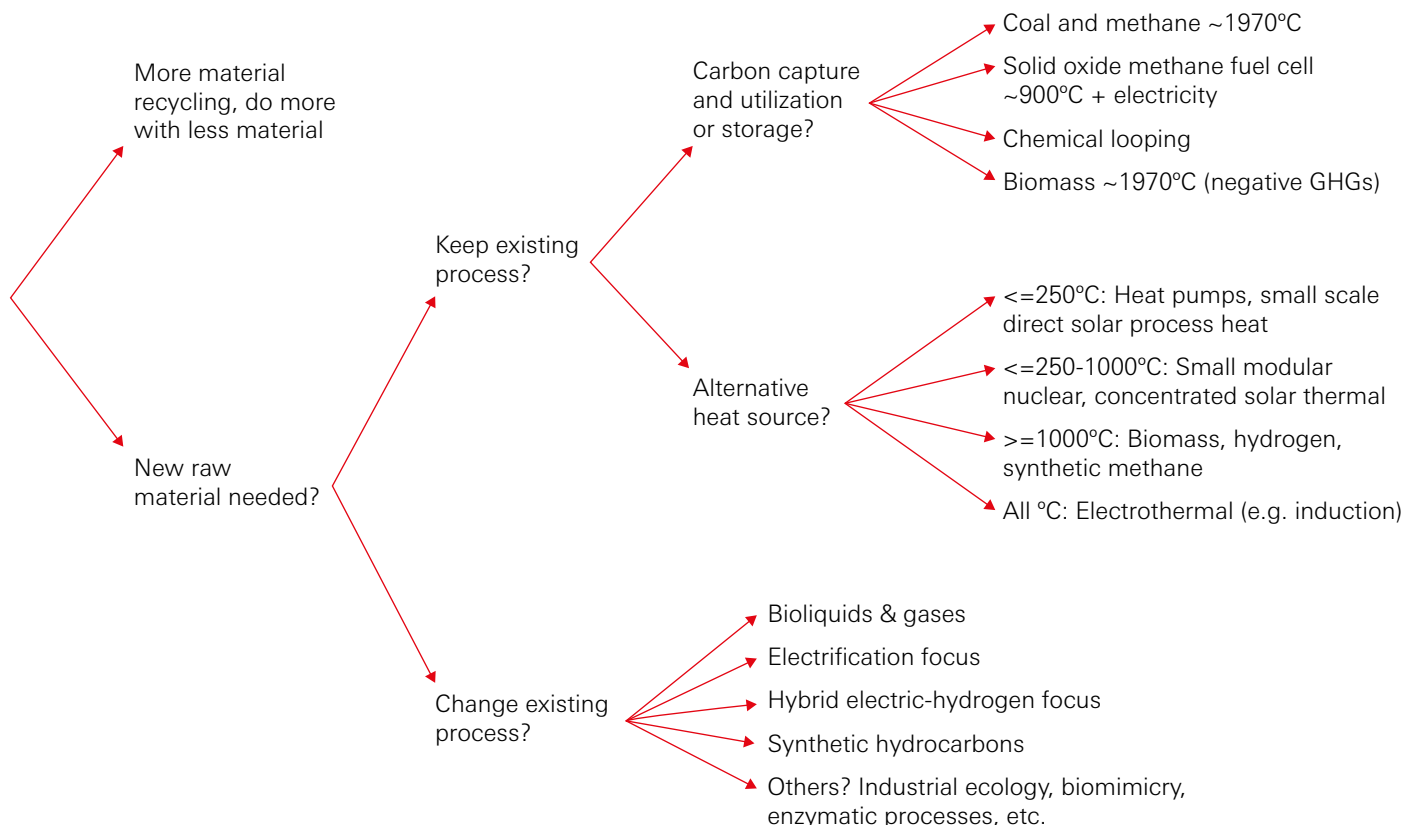 More material
recycling, do more
with less material
New raw
material needed?
Keep existing
process?
Change existing
process?
Carbon capture
and utilization
or storage?
Alternative
heat source?
Coal and methane ~1970ºC
Solid oxide methane fuel cell
~900ºC + electricity
Chemical looping
Biomass ~1970ºC (negative GHGs)
<=250ºC: Heat pumps, small scale
direct solar process heat
<=250-1000ºC: Small modular
nuclear, concentrated solar thermal
>=1000ºC: Biomass, hydrogen,
synthetic methane
All ºC: Electrothermal (e.g. induction)
Bioliquids & gases
Electrification focus
Hybrid electric-hydrogen focus
Synthetic hydrocarbons
Others? Industrial ecology, biomimicry,
enzymatic processes, etc.